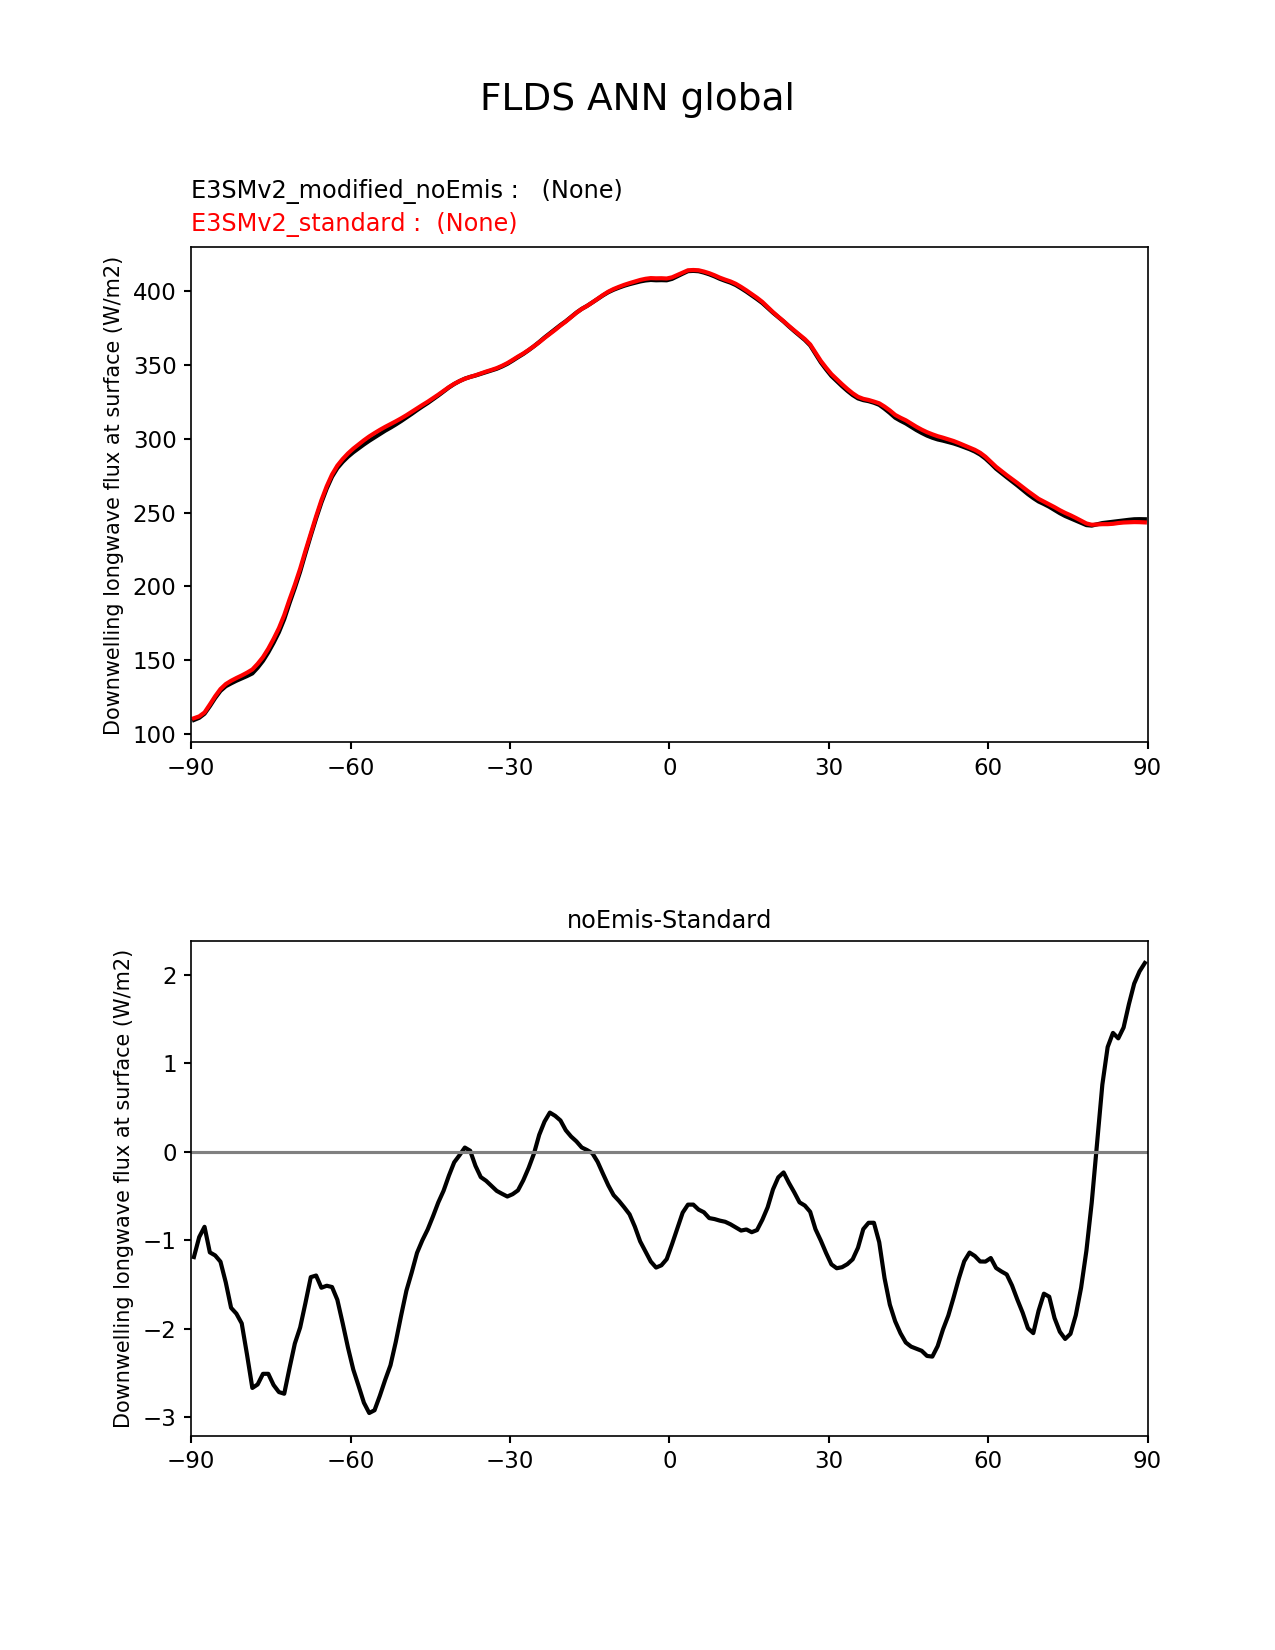 FLDS ANN global
E3SMv2_modified_noEmis :   (None)
E3SMv2_standard :  (None)
Downwelling longwave flux at surface (W/m2)
400
350
300
250
200
150
100
−90 −60 −30 0 30 60 90
noEmis-Standard
Downwelling longwave flux at surface (W/m2)
2
1
0
−1
−2
−3
−90 −60 −30 0 30 60 90